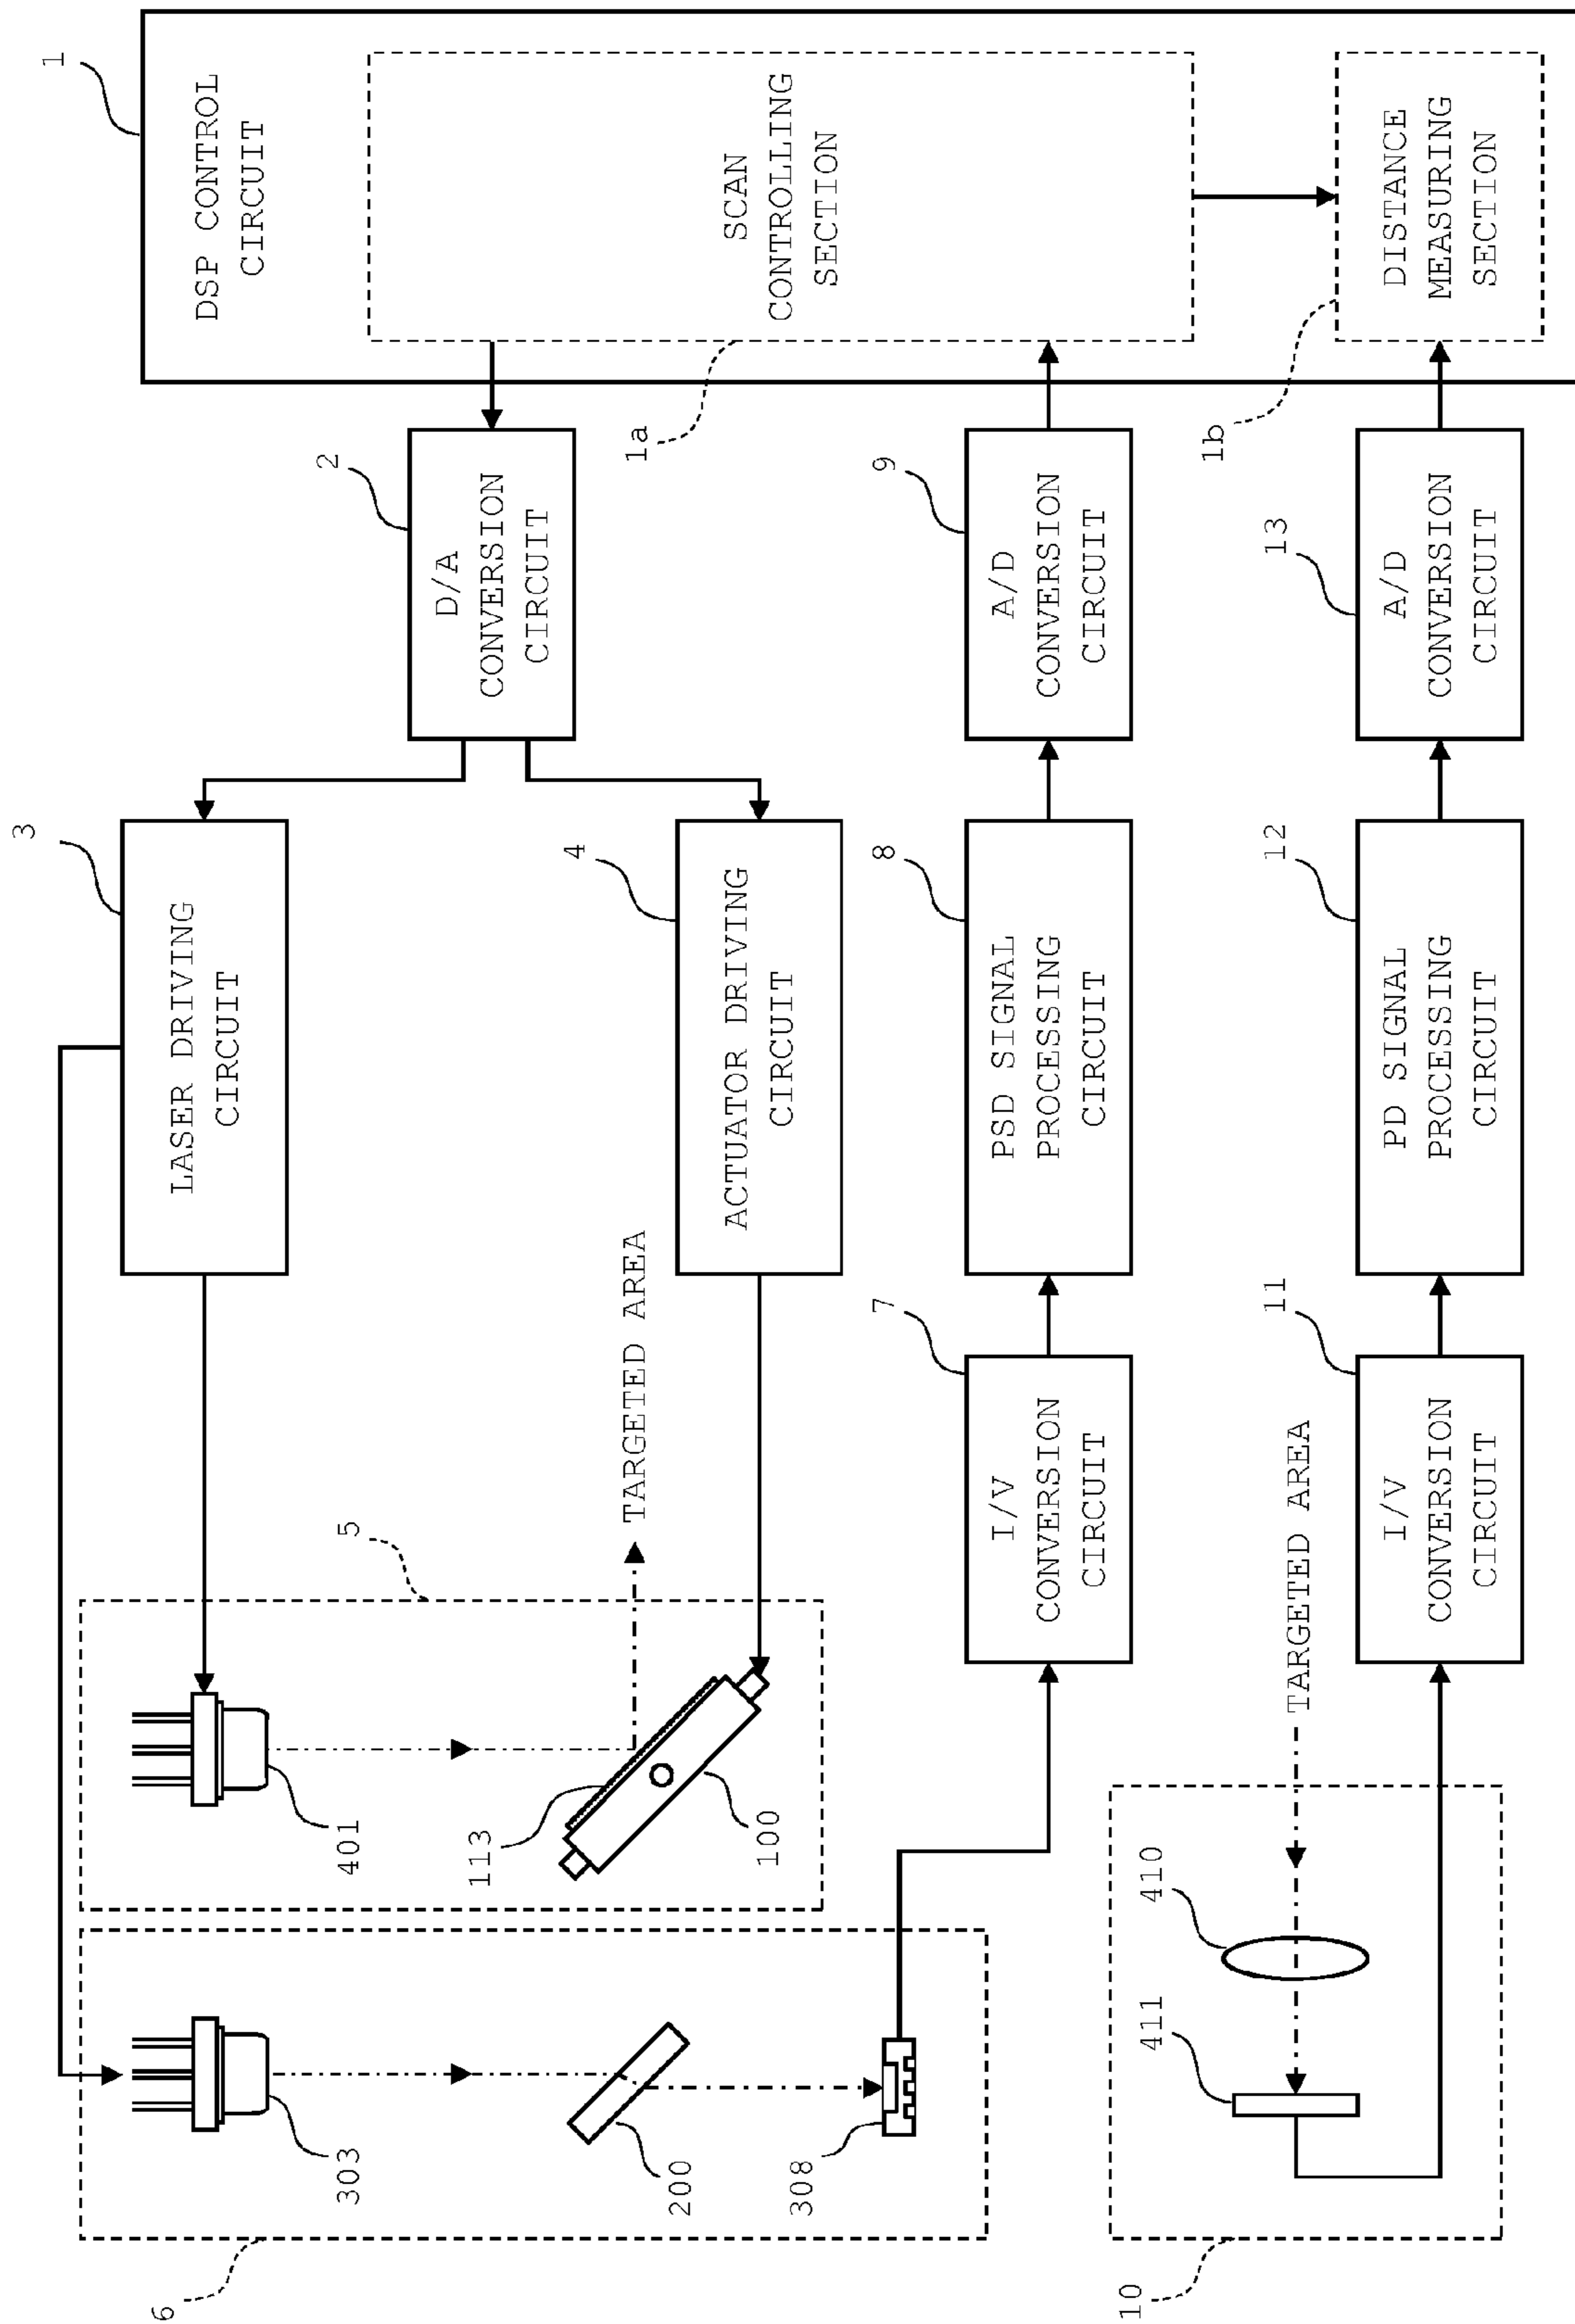 1
DSP CONTROL
CIRCUIT
SCAN
CONTROLLING
SECTION
1a
DISTANCE
MEASURING
SECTION
1b
2
D/A
CONVERSION
CIRCUIT
9
A/D
CONVERSION
CIRCUIT
13
A/D
CONVERSION
CIRCUIT
3
LASER DRIVING
CIRCUIT
4
ACTUATOR DRIVING
CIRCUIT
8
PSD SIGNAL
PROCESSING
CIRCUIT
12
PD SIGNAL
PROCESSING
CIRCUIT
TARGETED AREA
7
I/V
CONVERSION
CIRCUIT
TARGETED AREA
11
I/V
CONVERSION
CIRCUIT
5
401
113
100
303
200
308
6
410
411
10